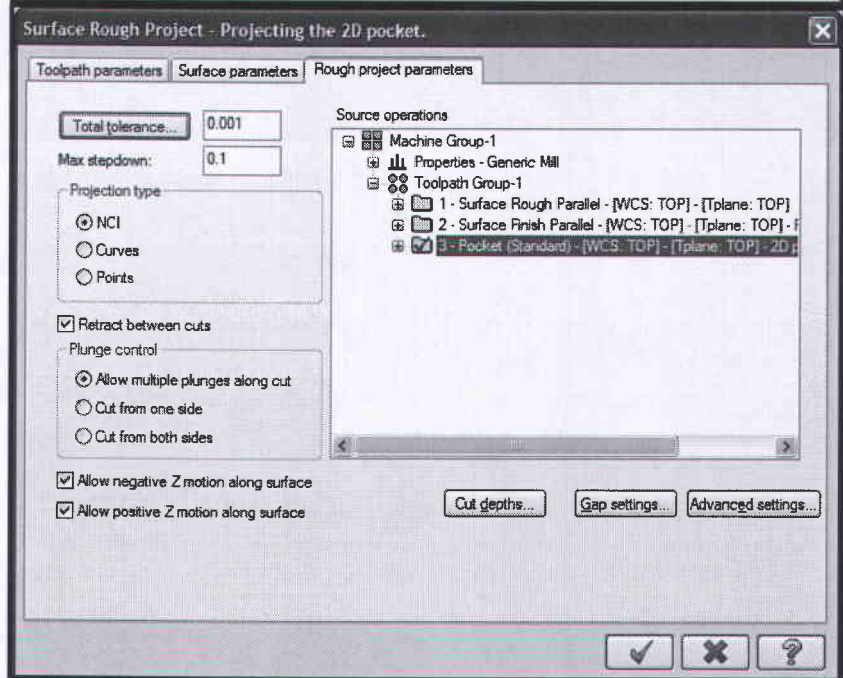 Surface Rough Project - Projecting the 2D pocket.
Toolpath parameters Surface parameters Rough project parameters
Total tolerance... 0.001
Max stepdown: 0.1
Projection type
NCI
Curves
Points
Retract between cuts
Plunge control
Allow multiple plunges along cut
Cut from one side
Cut from both sides
Allow negative Z motion along surface
Allow positive Z motion along surface
Source operations
Machine Group-1
Properties - Generic Mill
Toolpath Group-1
1 - Surface Rough Parallel - [WCS: TOP] - [Tplane: TOP]
2 - Surface Finish Parallel - [WCS: TOP] - [Tplane: TOP] - F
3 - Pocket (Standard) - [WCS: TOP] - [Tplane: TOP] - 2D p
Cut depths... Gap settings... Advanced settings...
?